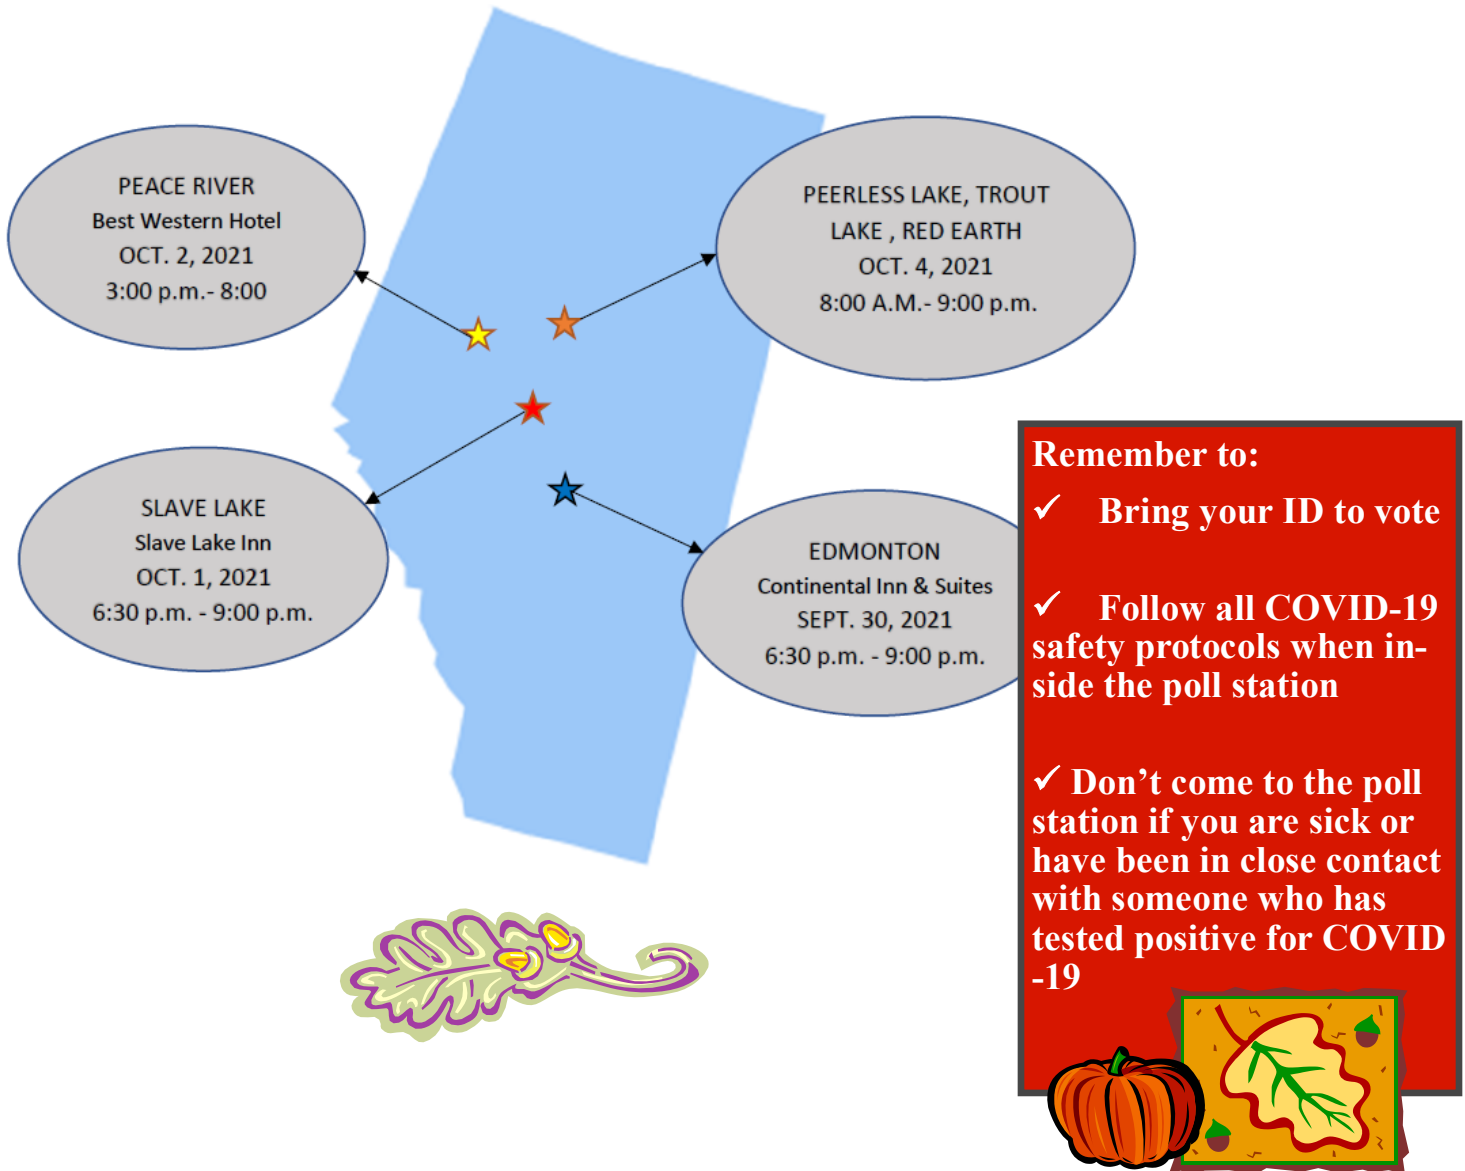 PEACE RIVER
Best Western Hotel
OCT. 2, 2021
3:00 p.m.- 8:00
PEERLESS LAKE, TROUT
LAKE , RED EARTH
OCT. 4, 2021
8:00 A.M.- 9:00 p.m.
SLAVE LAKE
Slave Lake Inn
OCT. 1, 2021
6:30 p.m. - 9:00 p.m.
EDMONTON
Continental Inn & Suites
SEPT. 30, 2021
6:30 p.m. - 9:00 p.m.
Remember to:
✓ Bring your ID to vote
✓ Follow all COVID-19
safety protocols when in-
side the poll station
✓ Don’t come to the poll
station if you are sick or
have been in close contact
with someone who has
tested positive for COVID
-19